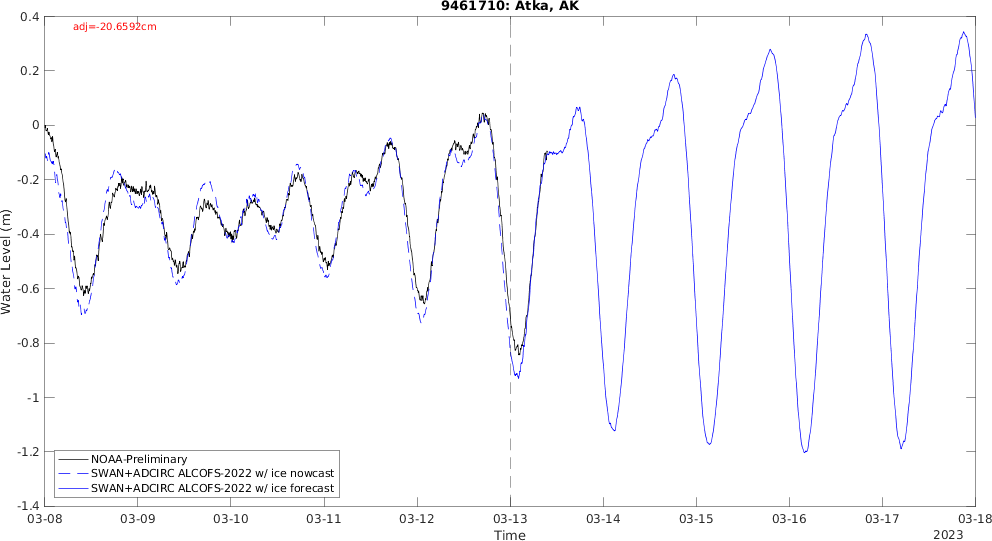 9461710: Atka, AK
adj=-20.6592cm
0.4
0.2
0
-0.2
-0.4
-0.6
-0.8
-1
-1.2
-1.4
Water Level (m)
NOAA-Preliminary
SWAN+ADCIRC ALCOFS-2022 w/ ice nowcast
SWAN+ADCIRC ALCOFS-2022 w/ ice forecast
03-08 03-09 03-10 03-11 03-12 03-13 03-14 03-15 03-16 03-17 03-18
Time
2023